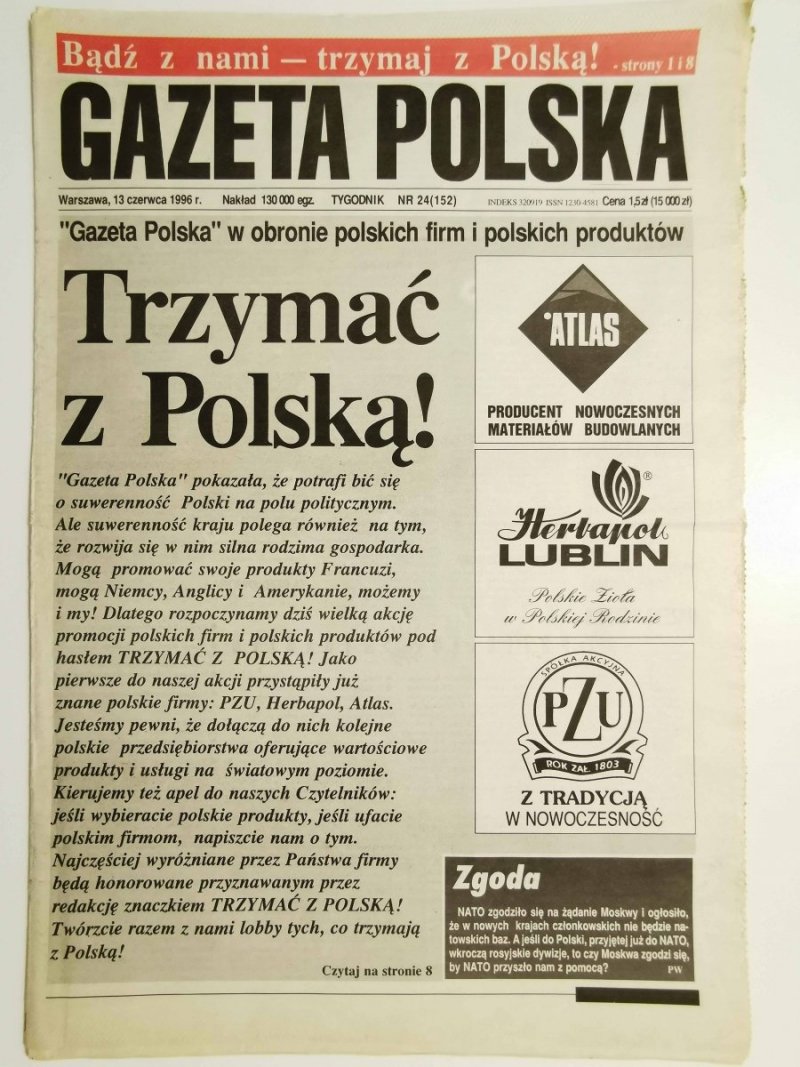 Bądź z nami — trzymaj z Polską! - strony 1 i 8
GAZETA POLSKA
Warszawa, 13 czerwca 1996 r. Nakład 130 000 egz. TYGODNIK NR 24(152) INDEKS 320919 ISSN 1230-4581 Cena 1,5zł (15 000 zł)
"Gazeta Polska" w obronie polskich firm i polskich produktów
Trzymać
z Polską!
"Gazeta Polska" pokazała, że potrafi bić się
o suwerenność Polski na polu politycznym.
Ale suwerenność kraju polega również na tym,
że rozwija się w nim silna rodzima gospodarka.
Mogą promować swoje produkty Francuzi,
mogą Niemcy, Anglicy i Amerykanie, możemy
i my! Dlatego rozpoczynamy dziś wielką akcję
promocji polskich firm i polskich produktów pod
hasłem TRZYMAĆ Z POLSKĄ! Jako
pierwsze do naszej akcji przystąpiły już
znane polskie firmy: PZU, Herbapol, Atlas.
Jesteśmy pewni, że dołączą do nich kolejne
polskie przedsiębiorstwa oferujące wartościowe
produkty i usługi na światowym poziomie.
Kierujemy też apel do naszych Czytelników:
jeśli wybieracie polskie produkty, jeśli ufacie
polskim firmom, napiszcie nam o tym.
Najczęściej wyróżniane przez Państwa firmy
będą honorowane przyznawanym przez
redakcję znaczkiem TRZYMAĆ Z POLSKĄ!
Twórzcie razem z nami lobby tych, co trzymają
z Polską!
Czytaj na stronie 8
ATLAS
PRODUCENT NOWOCZESNYCH
MATERIAŁÓW BUDOWLANYCH
®
Herbapol
LUBLIN
Polskie Zioła
w Polskiej Rodzinie
SPÓŁKA AKCYJNA
PZU
ROK ZAŁ. 1803
Z TRADYCJĄ
W NOWOCZESNOŚĆ
Zgoda
NATO zgodziło się na żądanie Moskwy i ogłosiło,
że w nowych krajach członkowskich nie będzie na-
towskich baz. A jeśli do Polski, przyjętej już do NATO,
wkroczą rosyjskie dywizje, to czy Moskwa zgodzi się,
by NATO przyszło nam z pomocą? PW